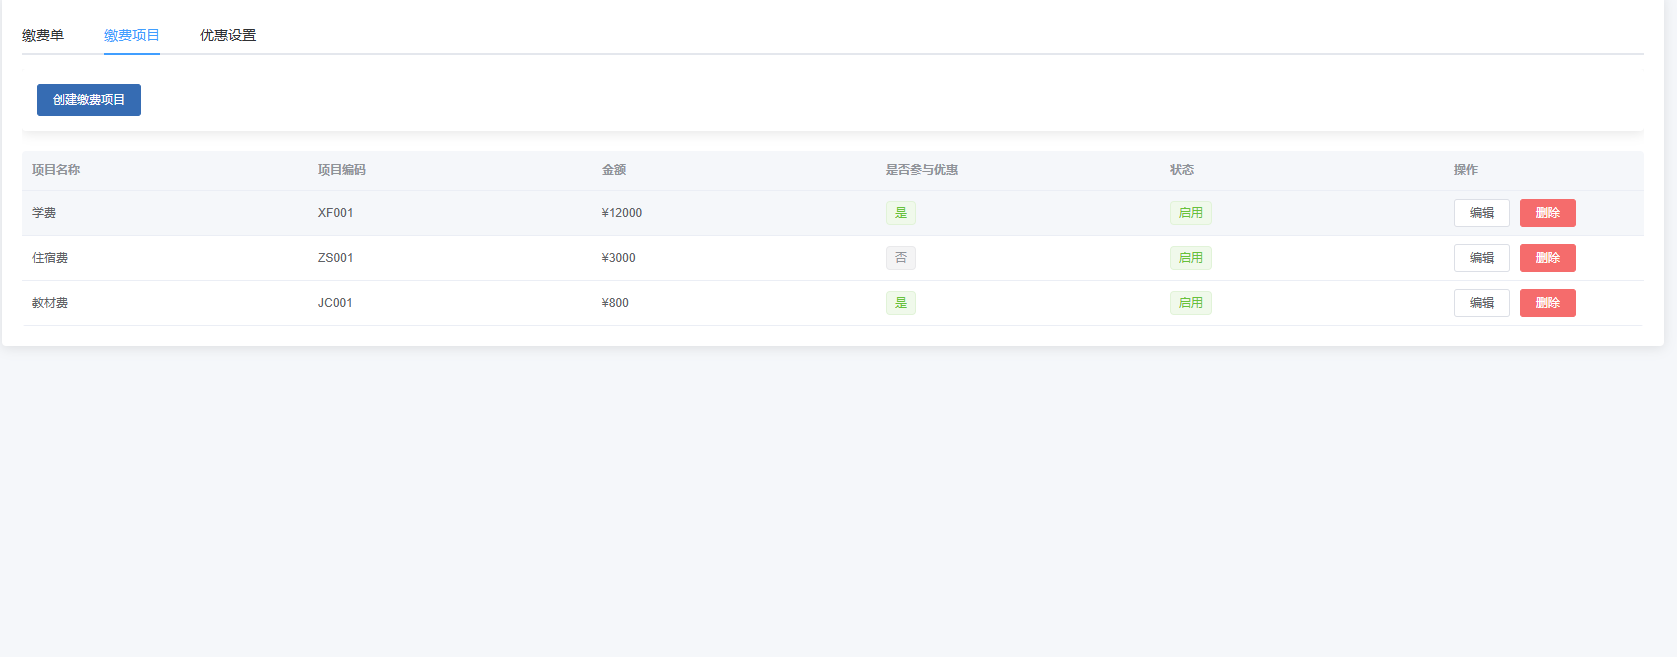 缴费单 缴费项目 优惠设置
创建缴费项目
项目名称 项目编码 金额 是否参与优惠 状态 操作
学费 XF001 ¥12000 是 启用 编辑 删除
住宿费 ZS001 ¥3000 否 启用 编辑 删除
教材费 JC001 ¥800 是 启用 编辑 删除